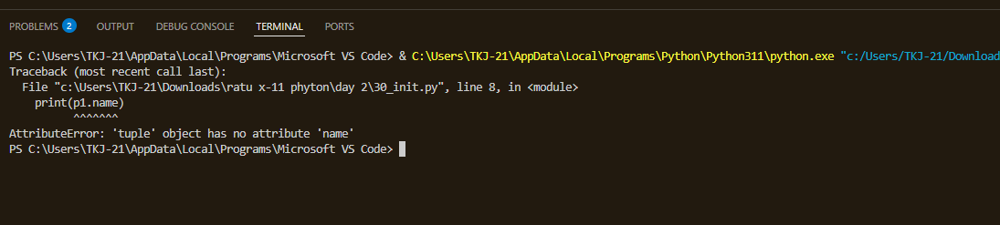 PROBLEMS 2 OUTPUT DEBUG CONSOLE TERMINAL PORTS
PS C:\Users\TKJ-21\AppData\Local\Programs\Microsoft VS Code> & C:\Users\TKJ-21\AppData\Local\Programs\Python\Python311\python.exe "c:/Users/TKJ-21/Download
Traceback (most recent call last):
  File "c:\Users\TKJ-21\Downloads\ratu x-11 phyton\day 2\30_init.py", line 8, in <module>
    print(p1.name)
          ^^^^^^^
AttributeError: 'tuple' object has no attribute 'name'
PS C:\Users\TKJ-21\AppData\Local\Programs\Microsoft VS Code>